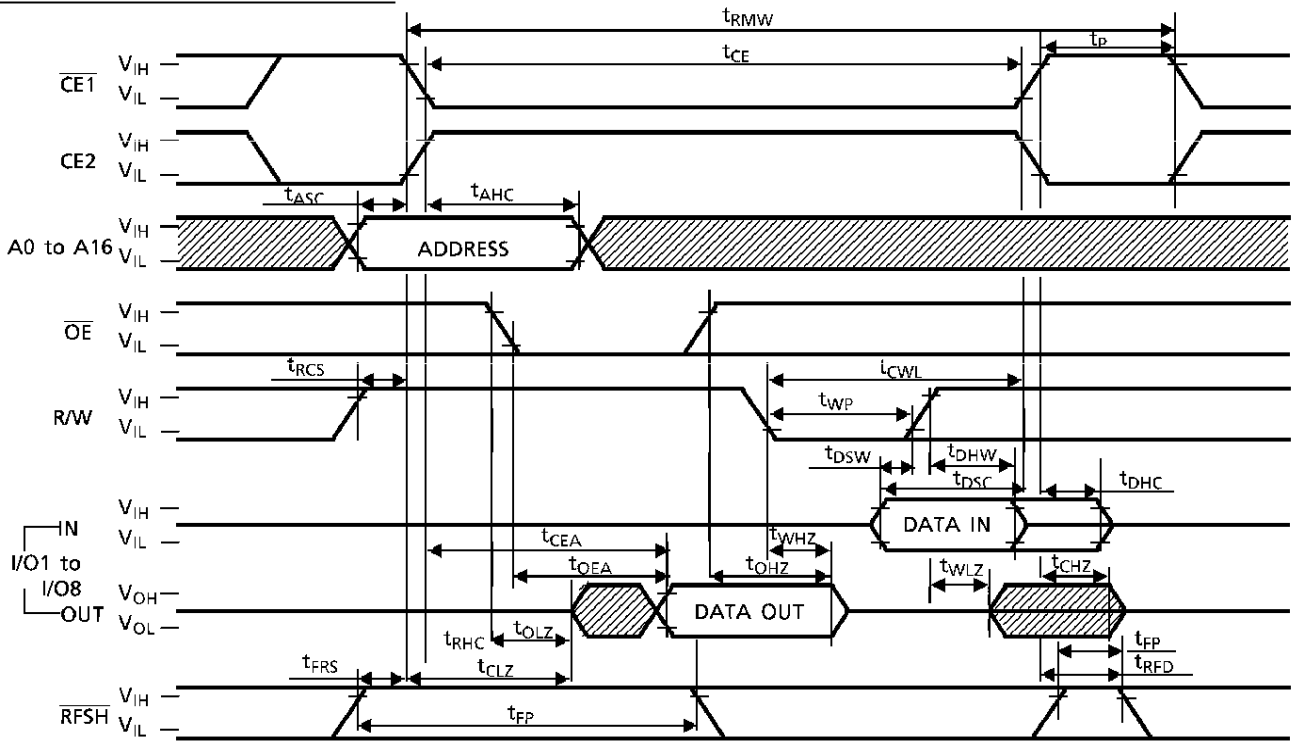 tRMW
tP
tCE
CE1 VIH
VIL
CE2 VIH
VIL
tASC tAHC
A0 to A16 VIH
VIL
ADDRESS
OE VIH
VIL
tRCS tCWL
R/W VIH
VIL
tWP
tDSW tDHW
tDSC tDHC
IN VIH
VIL
DATA IN
I/O1 to
I/O8
tCEA tWHZ
tOEA tOHZ tWLZ tCHZ
OUT VOH
VOL
DATA OUT
tRHC tOLZ tFP
tFRS tCLZ tRFD
RFSH VIH
VIL
tFP